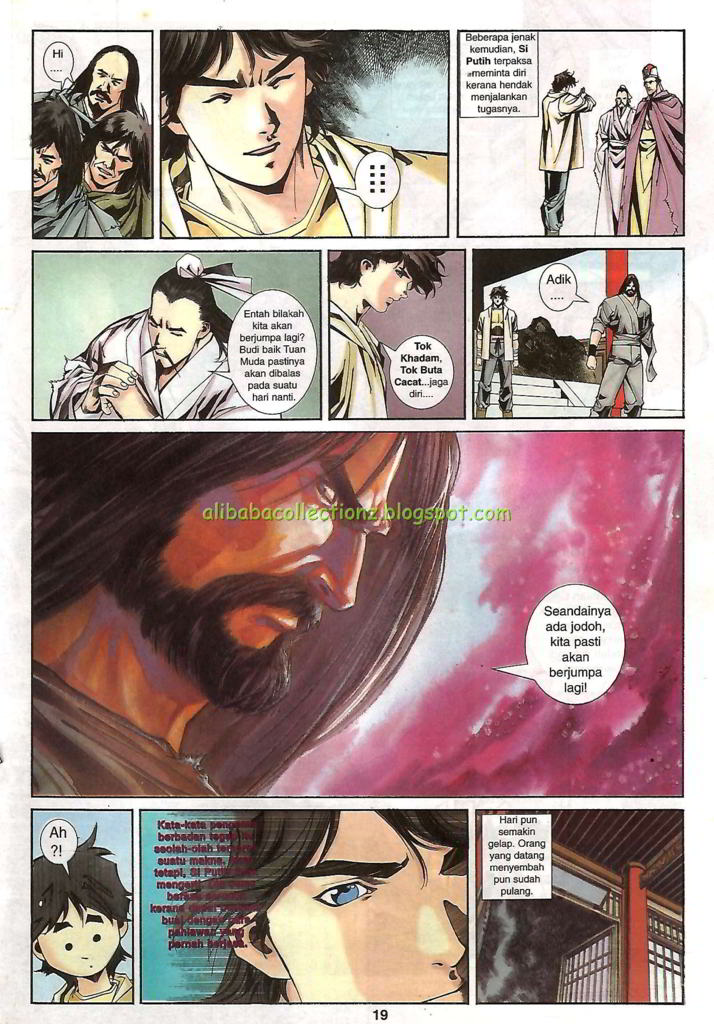 Hi
....
Beberapa jenak
kemudian, Si
Putih terpaksa
meminta diri
kerana hendak
menjalankan
tugasnya.
Entah bilakah
kita akan
berjumpa lagi?
Budi baik Tuan
Muda pastinya
akan dibalas
pada suatu
hari nanti.
Tok
Khadam,
Tok Buta
Cacat...jaga
diri....
Adik
....
alibabacollectionz.blogspot.com
Seandainya
ada jodoh,
kita pasti
akan
berjumpa
lagi!
Ah
?!
Kata-kata
berbadan
seolah-olah
suatu makna.
tetapi, Si Putih
kerana
pahlawan yang
pernah
Hari pun
semakin
gelap. Orang
yang datang
menyembah
pun sudah
pulang.
19